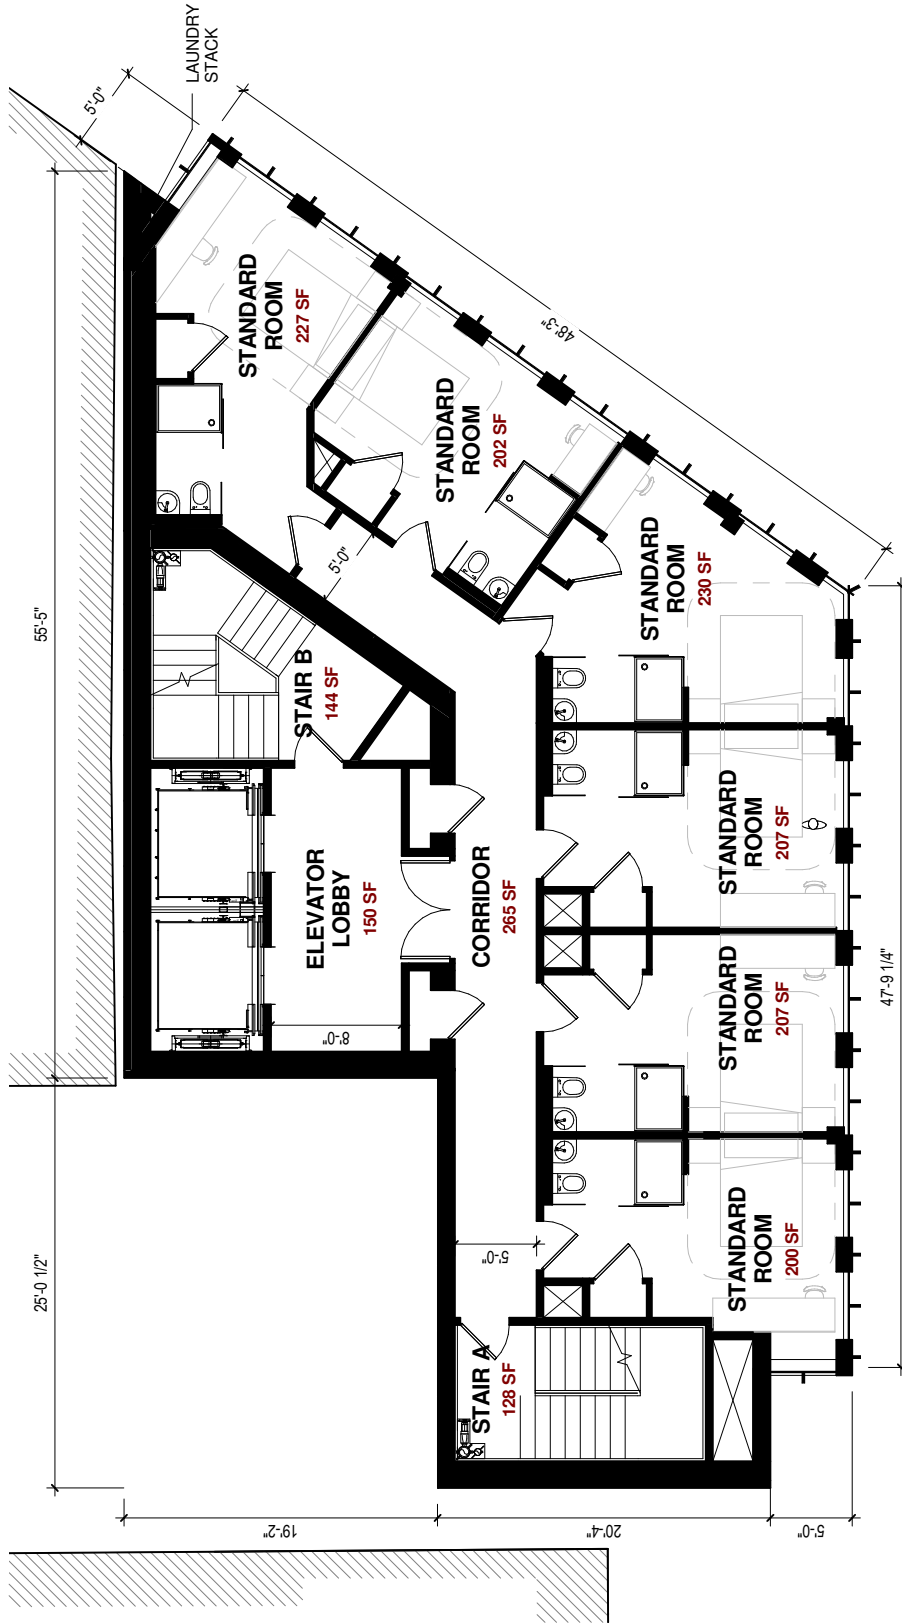 LAUNDRY
STACK
5'-0"
55'-5"
25'-0 1/2"
48'-3"
STANDARD
ROOM
227 SF
STANDARD
ROOM
202 SF
5'-0"
STANDARD
ROOM
230 SF
STAIR B
144 SF
ELEVATOR
LOBBY
150 SF
8'-0"
CORRIDOR
265 SF
STANDARD
ROOM
207 SF
STANDARD
ROOM
207 SF
STANDARD
ROOM
200 SF
5'-0"
STAIR A
128 SF
47'-9 1/4"
19'-2"
20'-4"
5'-0"